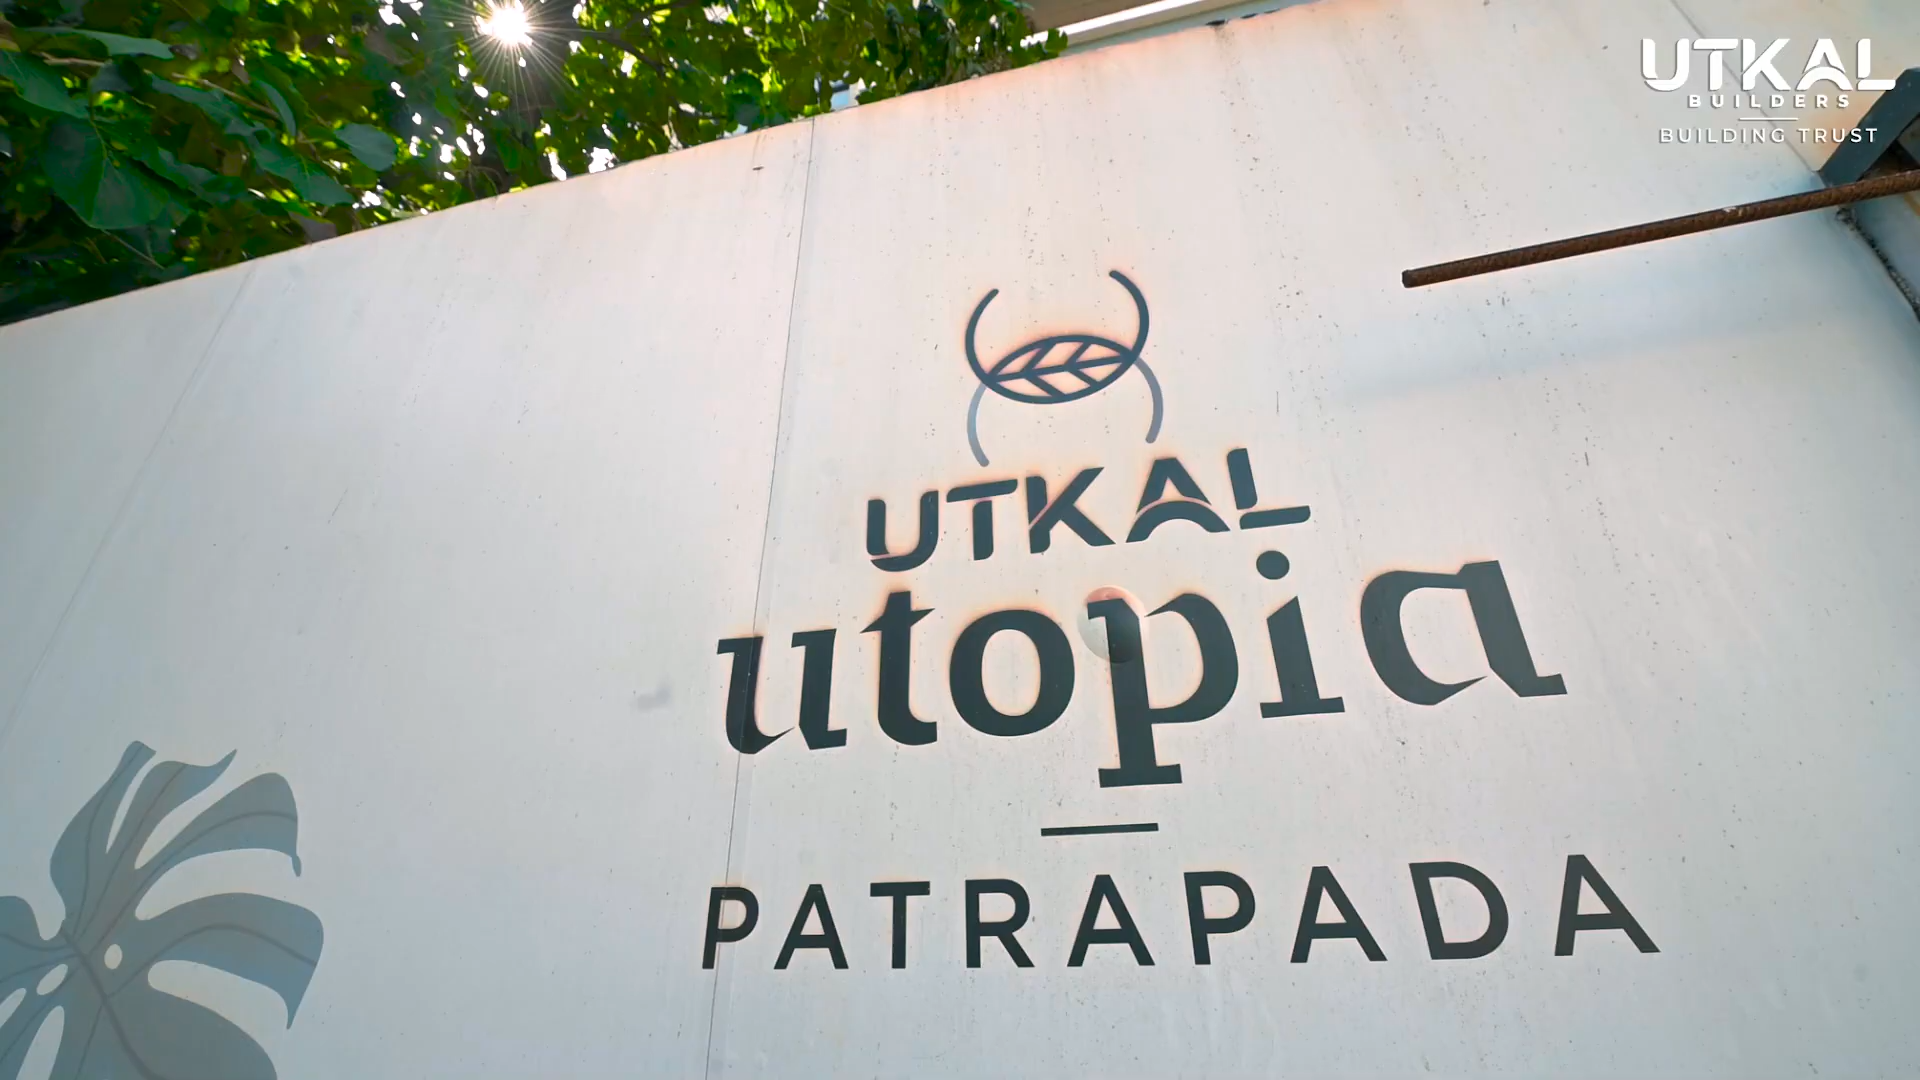 UTKAL
BUILDERS
BUILDING TRUST
UTKAL
utopia
PATRAPADA